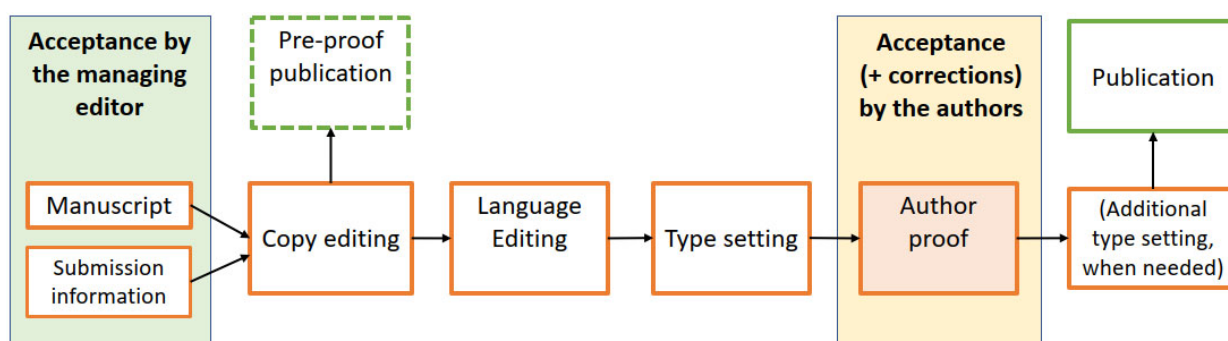 Acceptance by
the managing
editor
Manuscript
Submission
information
Pre-proof
publication
Copy editing
Language
Editing
Type setting
Acceptance
(+ corrections)
by the authors
Author
proof
Publication
(Additional
type setting,
when needed)